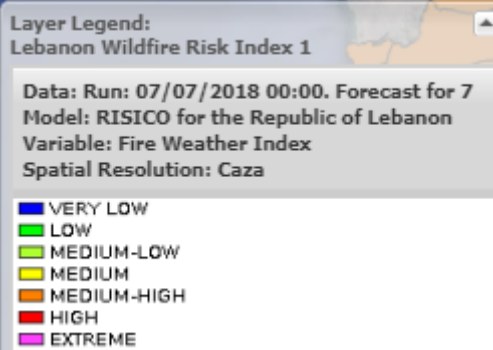 Layer Legend:
Lebanon Wildfire Risk Index 1
Data: Run: 07/07/2018 00:00. Forecast for 7
Model: RISICO for the Republic of Lebanon
Variable: Fire Weather Index
Spatial Resolution: Caza
VERY LOW
LOW
MEDIUM-LOW
MEDIUM
MEDIUM-HIGH
HIGH
EXTREME